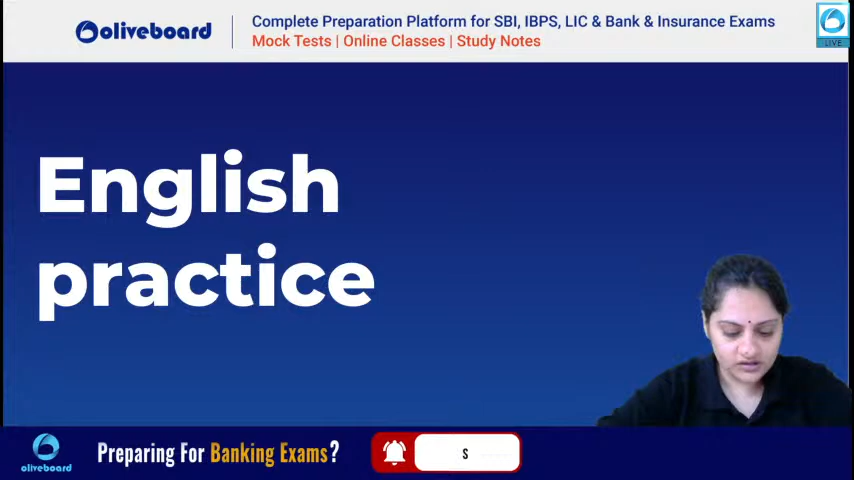 oliveboard
Complete Preparation Platform for SBI, IBPS, LIC & Bank & Insurance Exams
Mock Tests | Online Classes | Study Notes
LIVE
English
practice
oliveboard
Preparing For Banking Exams?
S